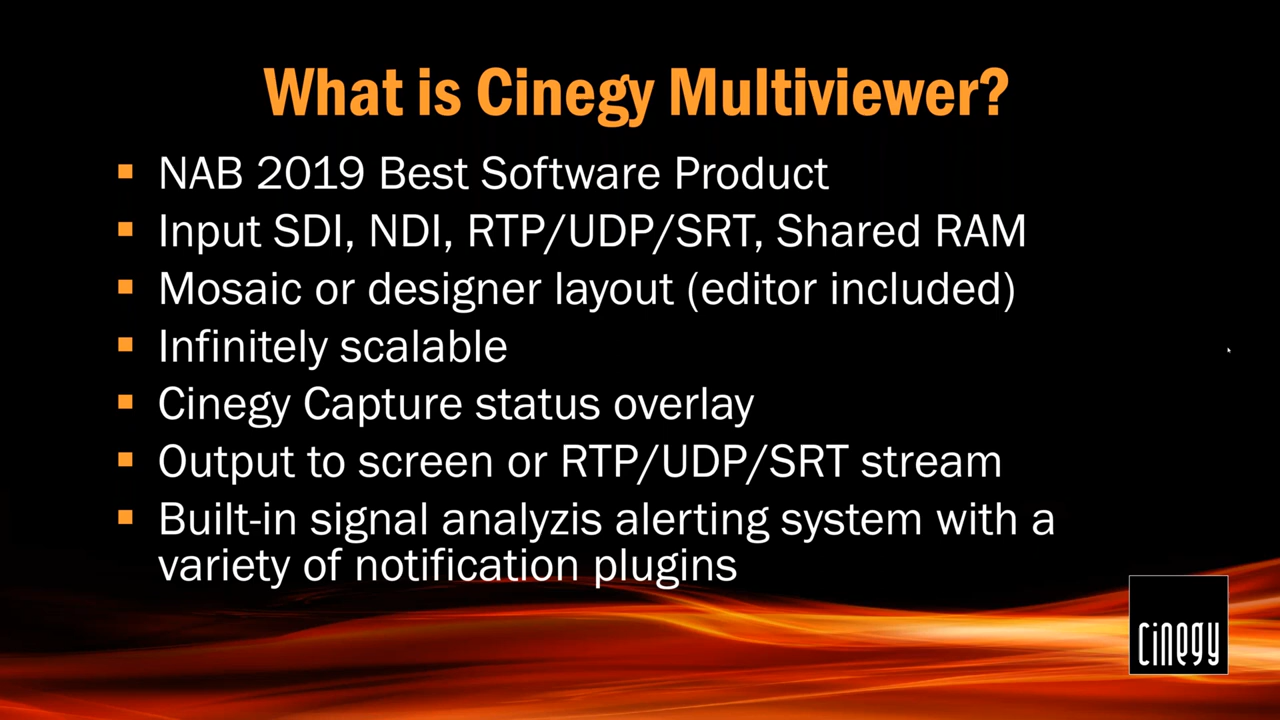 What is Cinegy Multiviewer?
▪ NAB 2019 Best Software Product
▪ Input SDI, NDI, RTP/UDP/SRT, Shared RAM
▪ Mosaic or designer layout (editor included)
▪ Infinitely scalable
▪ Cinegy Capture status overlay
▪ Output to screen or RTP/UDP/SRT stream
▪ Built-in signal analyzis alerting system with a
variety of notification plugins
cinegy